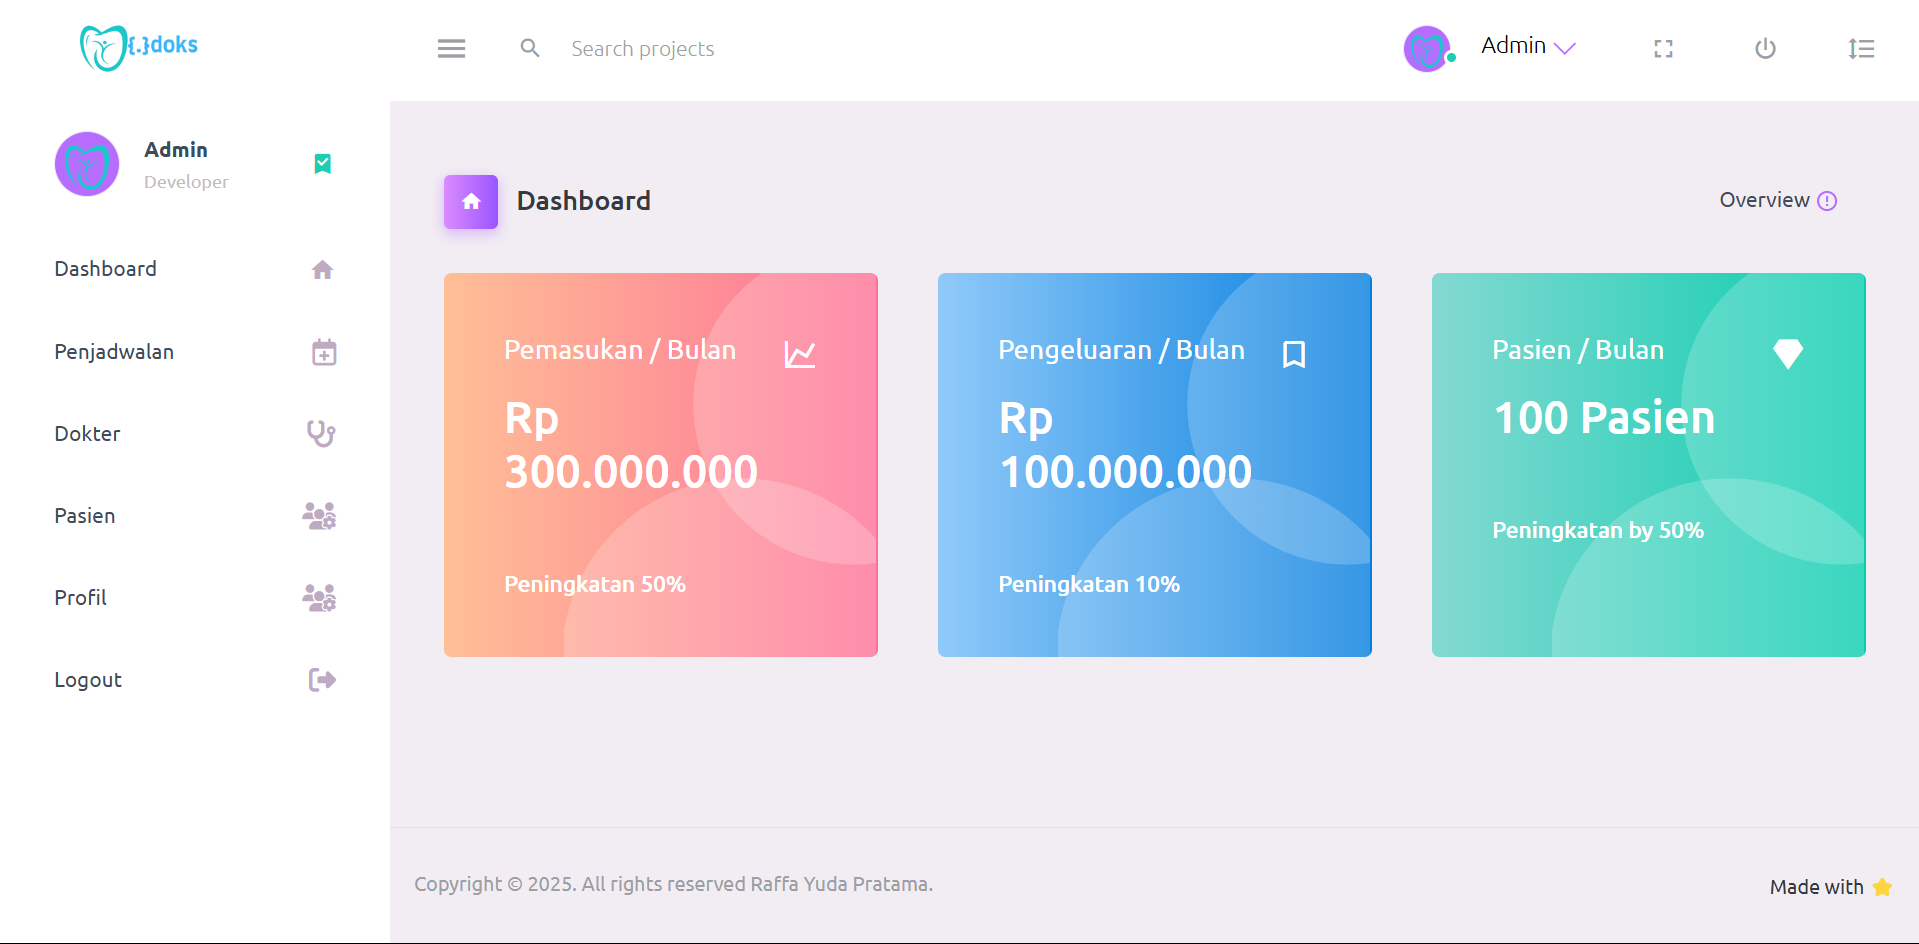 {.}doks
Search projects
Admin
Admin
Developer
Dashboard
Penjadwalan
Dokter
Pasien
Profil
Logout
Dashboard
Overview
Pemasukan / Bulan
Rp
300.000.000
Peningkatan 50%
Pengeluaran / Bulan
Rp
100.000.000
Peningkatan 10%
Pasien / Bulan
100 Pasien
Peningkatan by 50%
Copyright © 2025. All rights reserved Raffa Yuda Pratama.
Made with